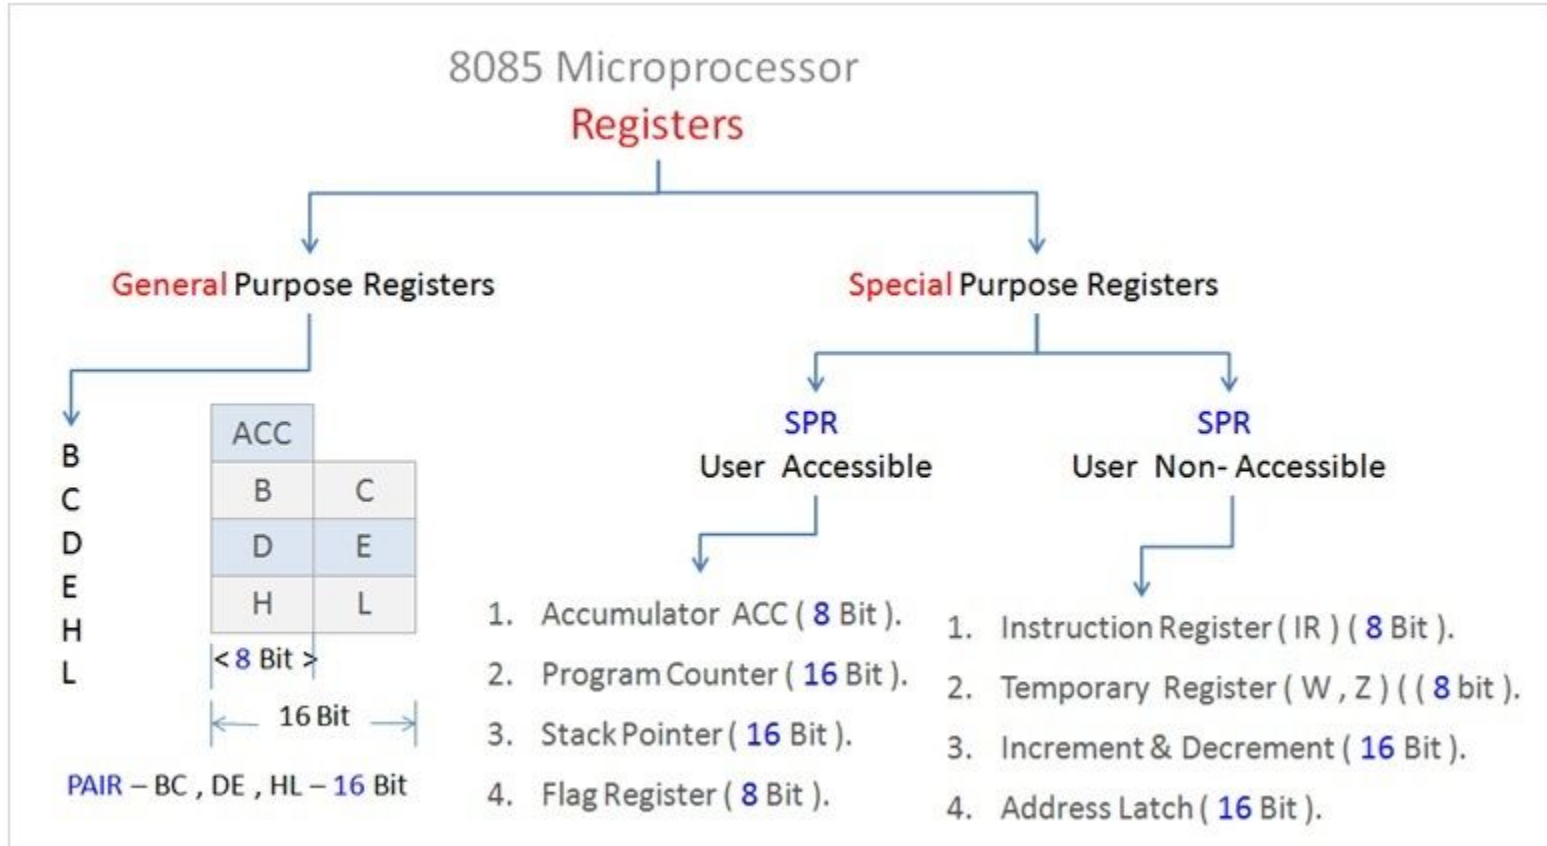 8085 Microprocessor
Registers
General Purpose Registers
Special Purpose Registers
B
C
D
E
H
L
ACC
B C
D E
H L
< 8 Bit >
16 Bit
PAIR – BC , DE , HL – 16 Bit
SPR
User Accessible
1. Accumulator ACC ( 8 Bit ).
2. Program Counter ( 16 Bit ).
3. Stack Pointer ( 16 Bit ).
4. Flag Register ( 8 Bit ).
SPR
User Non- Accessible
1. Instruction Register ( IR ) ( 8 Bit ).
2. Temporary Register ( W , Z ) ( ( 8 bit ).
3. Increment & Decrement ( 16 Bit ).
4. Address Latch ( 16 Bit ).